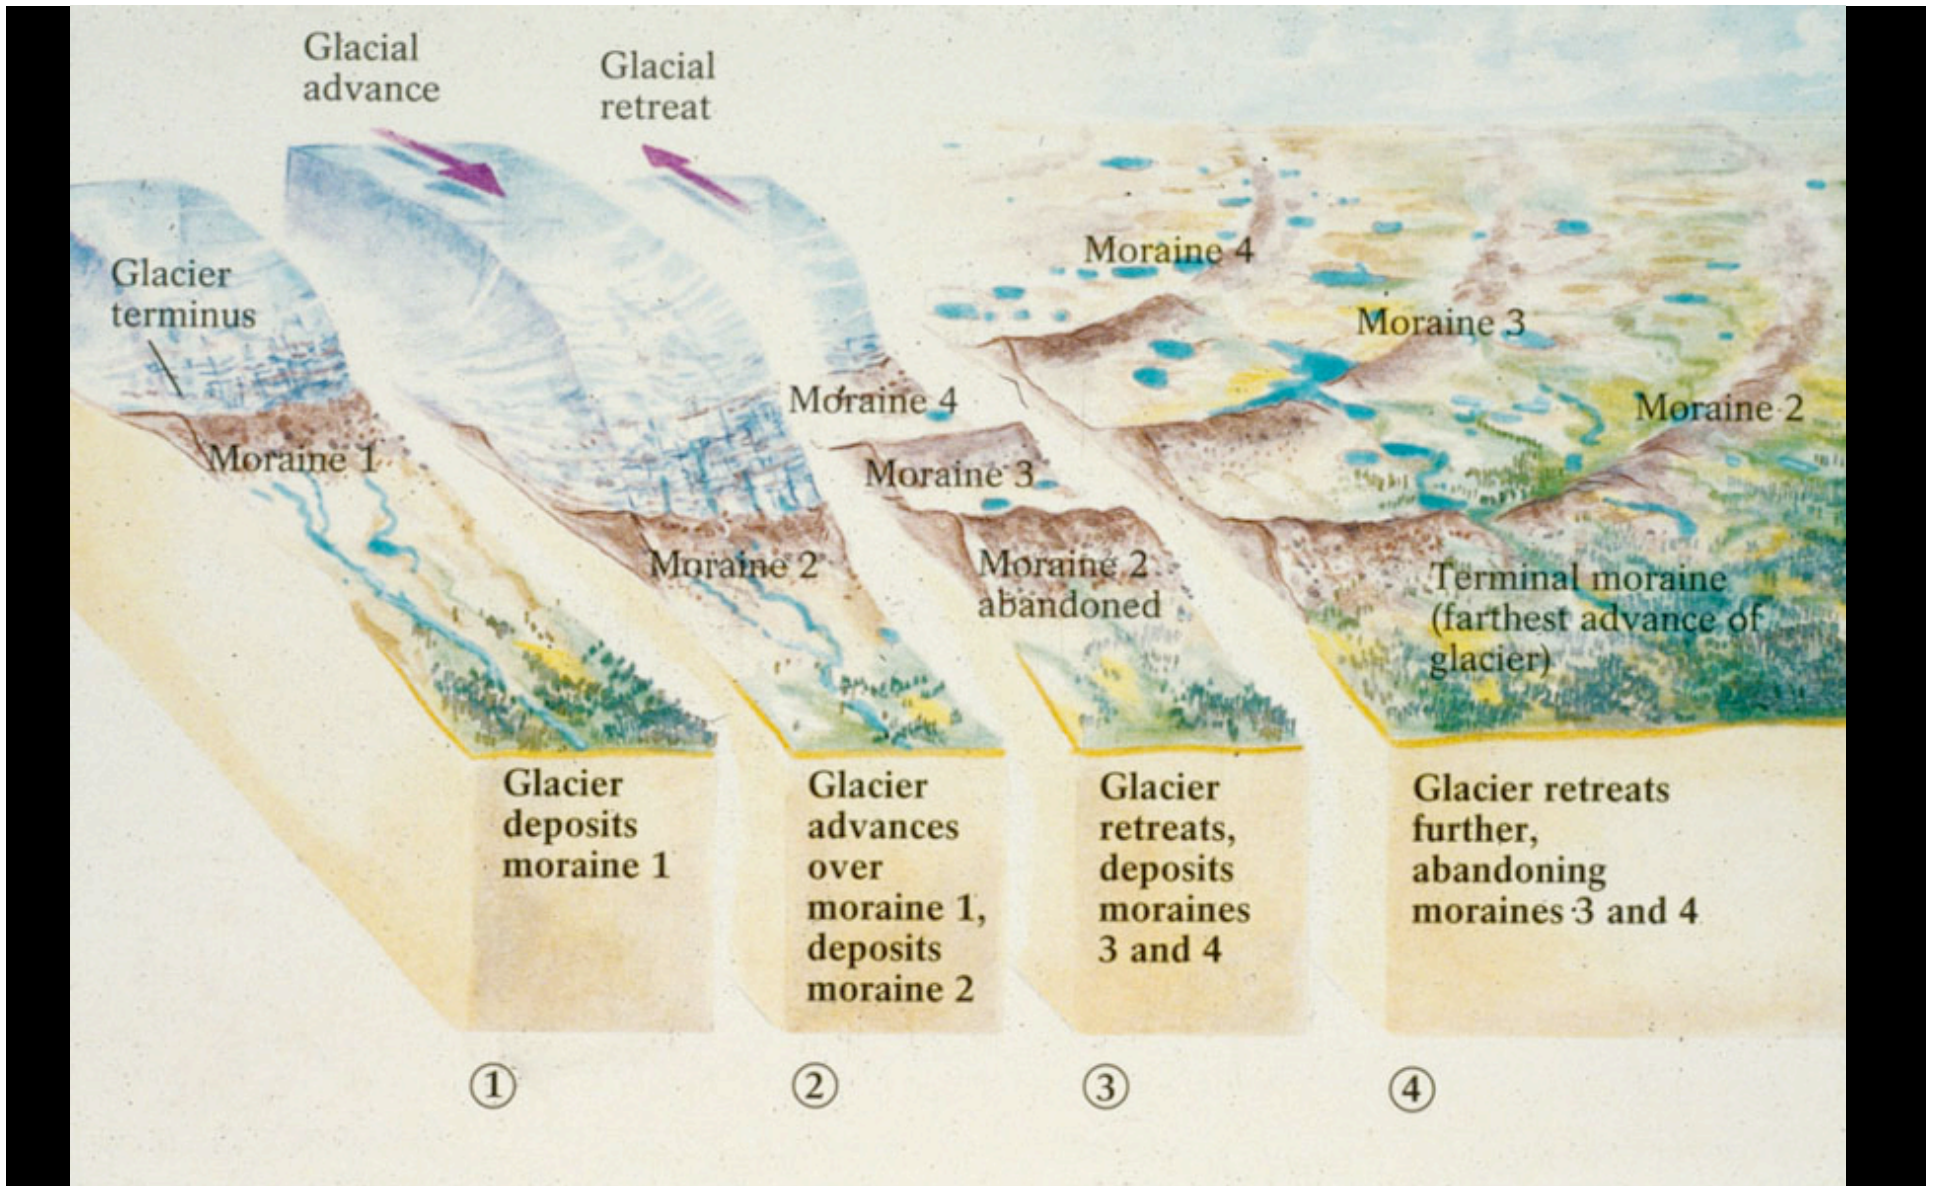 Glacial
advance
Glacial
retreat
Glacier
terminus
Moraine 1
Moraine 2
Moraine 4
Moraine 3
Moraine 2
abandoned
Moraine 4
Moraine 3
Moraine 2
Terminal moraine
(farthest advance of
glacier)
Glacier
deposits
moraine 1
Glacier
advances
over
moraine 1,
deposits
moraine 2
Glacier
retreats,
deposits
moraines
3 and 4
Glacier retreats
further,
abandoning
moraines 3 and 4
1
2
3
4